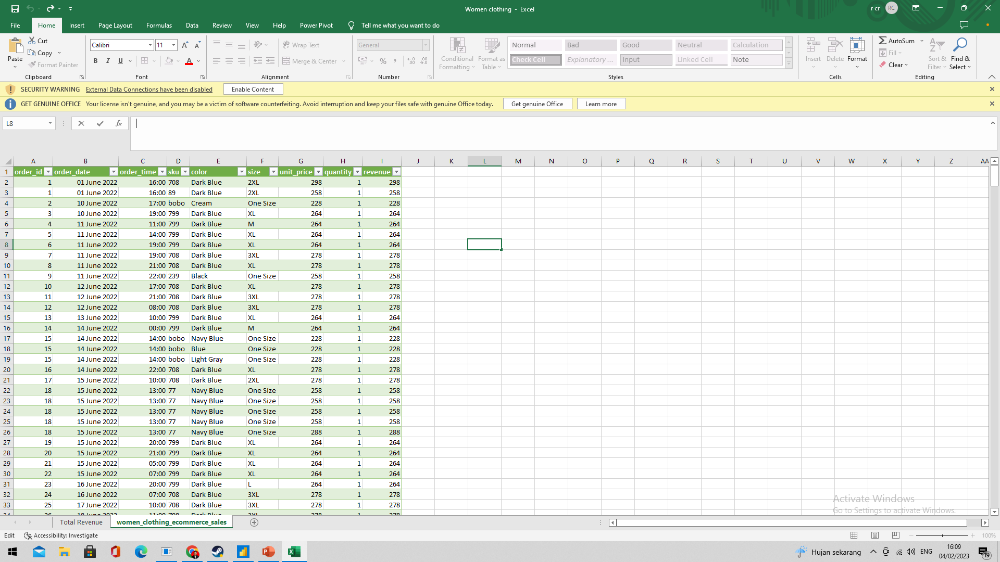 Women clothing - Excel
r cr RC
File Home Insert Page Layout Formulas Data Review View Help Power Pivot Tell me what you want to do
Paste Cut Copy Format Painter Clipboard
Calibri 11 A A B I U A Font
ab Wrap Text Merge & Center Alignment
General % , Number
Conditional Formatting Format as Table
Normal Bad Good Neutral Calculation
Check Cell Explanatory ... Input Linked Cell Note
Styles
Insert Delete Format Cells
AutoSum Fill Clear Sort & Filter Find & Select Editing
SECURITY WARNING External Data Connections have been disabled Enable Content
GET GENUINE OFFICE Your license isn't genuine, and you may be a victim of software counterfeiting. Avoid interruption and keep your files safe with genuine Office today. Get genuine Office Learn more
L8 fx
A B C D E F G H I J K L M N O P Q R S T U V W X Y Z AA
1 order_id order_date order_time sku color size unit_price quantity revenue
2 1 01 June 2022 16:00 708 Dark Blue 2XL 298 1 298
3 1 01 June 2022 16:00 89 Dark Blue 2XL 258 1 258
4 2 10 June 2022 17:00 bobo Cream One Size 228 1 228
5 3 10 June 2022 19:00 799 Dark Blue XL 264 1 264
6 4 11 June 2022 11:00 799 Dark Blue M 264 1 264
7 5 11 June 2022 14:00 799 Dark Blue XL 264 1 264
8 6 11 June 2022 19:00 799 Dark Blue XL 264 1 264
9 7 11 June 2022 19:00 708 Dark Blue 3XL 278 1 278
10 8 11 June 2022 21:00 708 Dark Blue XL 278 1 278
11 9 11 June 2022 22:00 239 Black One Size 258 1 258
12 10 12 June 2022 17:00 708 Dark Blue XL 278 1 278
13 11 12 June 2022 21:00 708 Dark Blue 3XL 278 1 278
14 12 12 June 2022 08:00 708 Dark Blue 3XL 278 1 278
15 13 13 June 2022 10:00 799 Dark Blue XL 264 1 264
16 14 14 June 2022 00:00 799 Dark Blue M 264 1 264
17 15 14 June 2022 14:00 bobo Navy Blue One Size 228 1 228
18 15 14 June 2022 14:00 bobo Blue One Size 228 1 228
19 15 14 June 2022 14:00 bobo Light Gray One Size 228 1 228
20 16 14 June 2022 22:00 708 Dark Blue XL 278 1 278
21 17 15 June 2022 10:00 708 Dark Blue 2XL 278 1 278
22 18 15 June 2022 13:00 77 Navy Blue One Size 258 1 258
23 18 15 June 2022 13:00 77 Navy Blue One Size 258 1 258
24 18 15 June 2022 13:00 77 Navy Blue One Size 258 1 258
25 18 15 June 2022 13:00 77 Navy Blue One Size 258 1 258
26 18 15 June 2022 13:00 77 Navy Blue One Size 288 1 288
27 19 15 June 2022 20:00 799 Dark Blue XL 264 1 264
28 20 15 June 2022 21:00 799 Dark Blue XL 264 1 264
29 21 15 June 2022 05:00 799 Dark Blue XL 264 1 264
30 22 15 June 2022 07:00 799 Dark Blue XL 264 1 264
31 23 16 June 2022 20:00 799 Dark Blue L 264 1 264
32 24 16 June 2022 07:00 708 Dark Blue 3XL 278 1 278
33 25 17 June 2022 10:00 708 Dark Blue 3XL 278 1 278
Activate Windows
Go to Settings to activate Windows.
Total Revenue women_clothing_ecommerce_sales
Edit Accessibility: Investigate 100%
Hujan sekarang ENG 16:09 04/02/2023 19